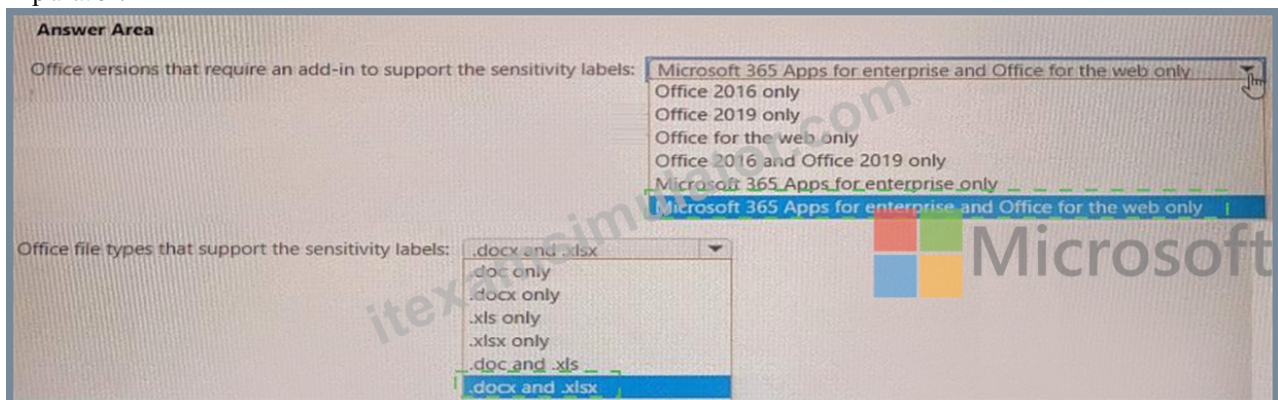 Answer Area
Office versions that require an add-in to support the sensitivity labels: Microsoft 365 Apps for enterprise and Office for the web only
Office 2016 only
Office 2019 only
Office for the web only
Office 2016 and Office 2019 only
Microsoft 365 Apps for enterprise only
Microsoft 365 Apps for enterprise and Office for the web only
Office file types that support the sensitivity labels: .docx and .xlsx
.doc only
.docx only
.xls only
.xlsx only
.doc and .xls
.docx and .xlsx
itexamsimulator.com
Microsoft